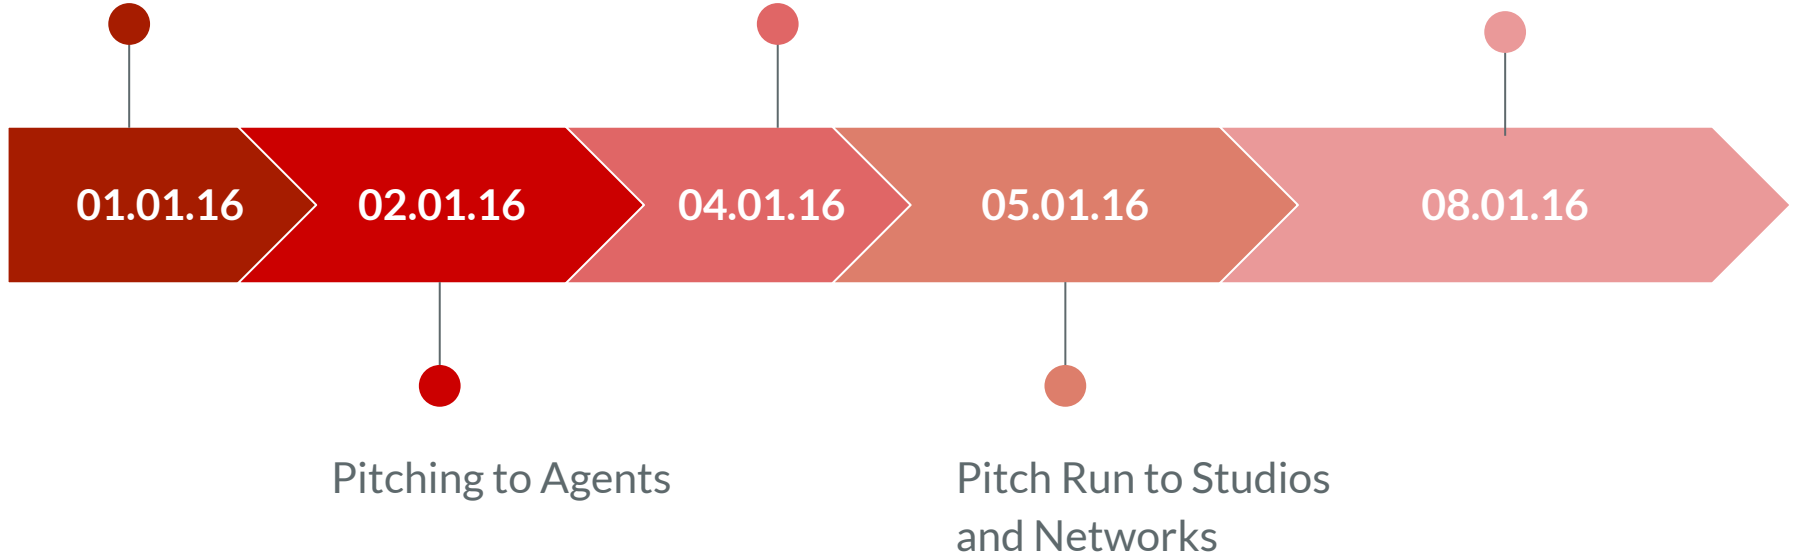 01.01.16
02.01.16
04.01.16
05.01.16
08.01.16
Pitching to Agents
Pitch Run to Studios
and Networks